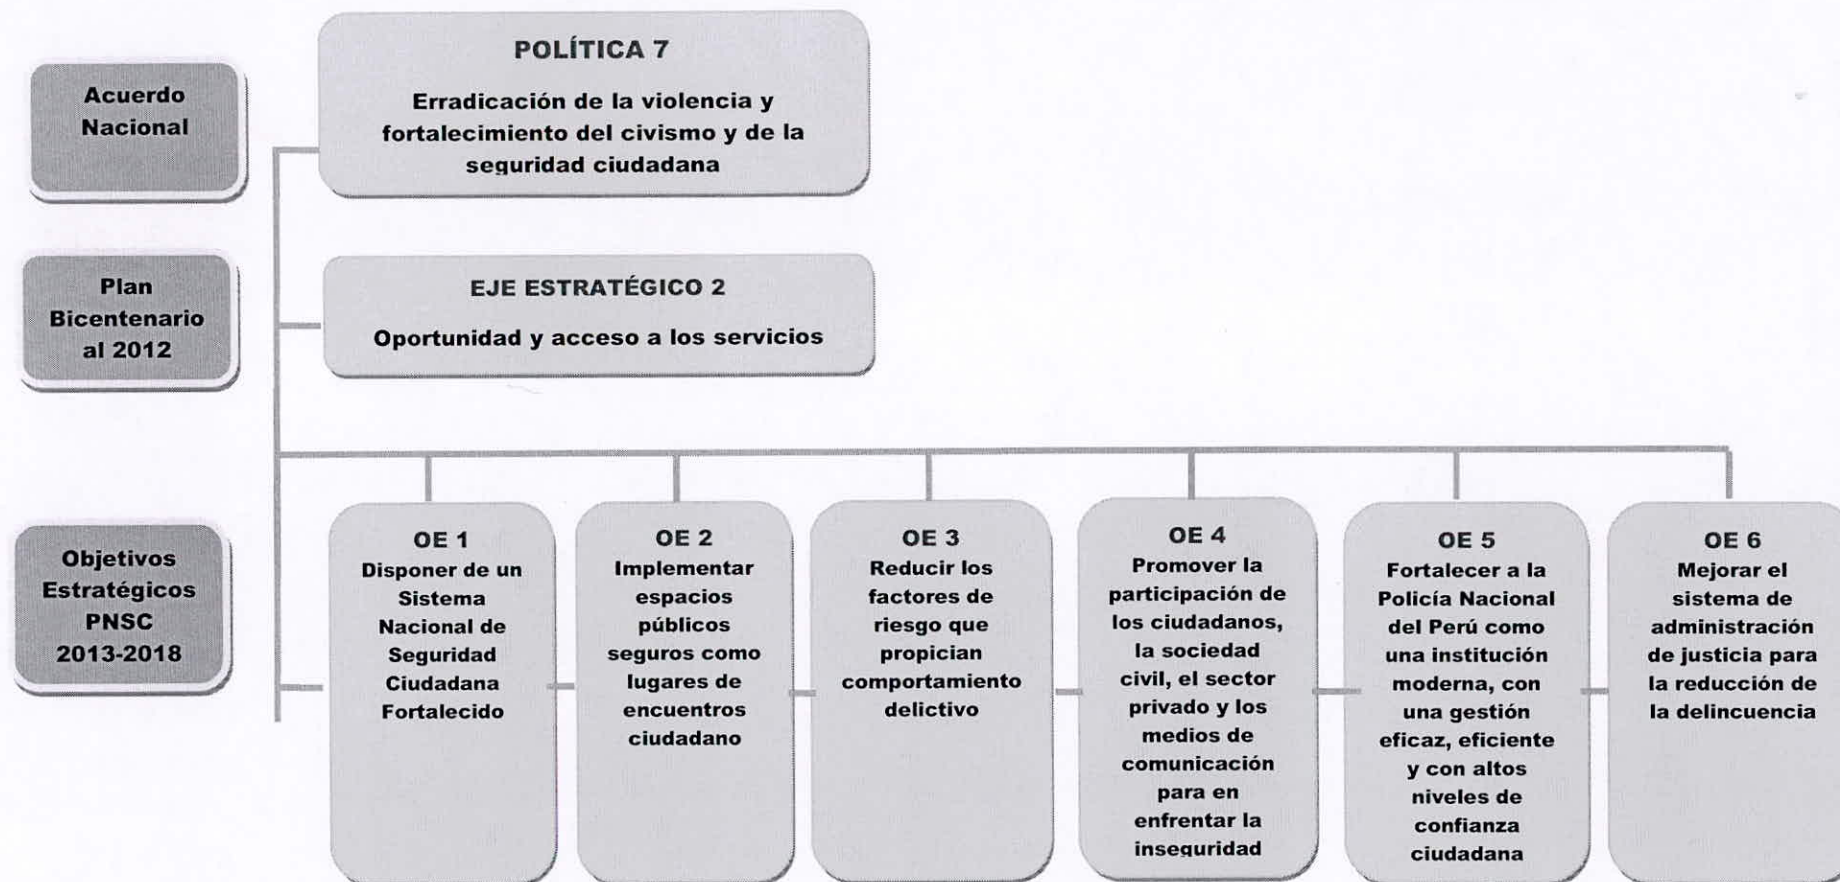 Acuerdo
Nacional
POLÍTICA 7
Erradicación de la violencia y
fortalecimiento del civismo y de la
seguridad ciudadana
Plan
Bicentenario
al 2012
EJE ESTRATÉGICO 2
Oportunidad y acceso a los servicios
Objetivos
Estratégicos
PNSC
2013-2018
OE 1
Disponer de un
Sistema
Nacional de
Seguridad
Ciudadana
Fortalecido
OE 2
Implementar
espacios
públicos
seguros como
lugares de
encuentros
ciudadano
OE 3
Reducir los
factores de
riesgo que
propician
comportamiento
delictivo
OE 4
Promover la
participación de
los ciudadanos,
la sociedad
civil, el sector
privado y los
medios de
comunicación
para en
enfrentar la
inseguridad
OE 5
Fortalecer a la
Policía Nacional
del Perú como
una institución
moderna, con
una gestión
eficaz, eficiente
y con altos
niveles de
confianza
ciudadana
OE 6
Mejorar el
sistema de
administración
de justicia para
la reducción de
la delincuencia